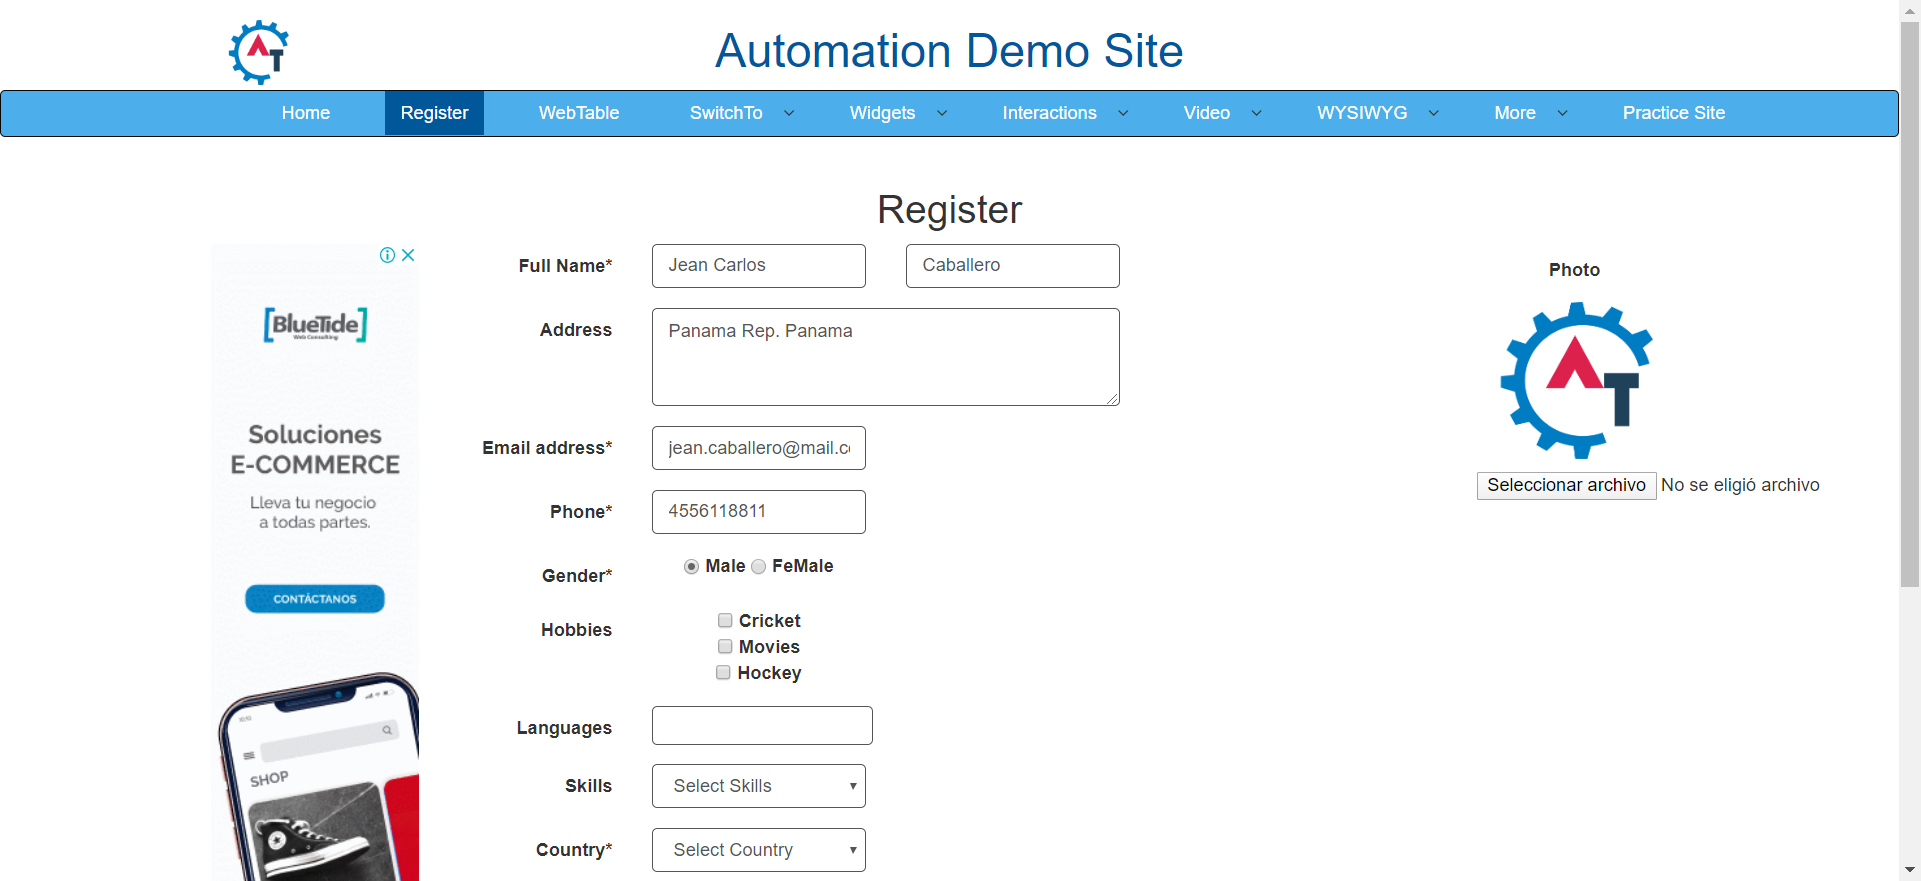 Automation Demo Site
Home Register WebTable SwitchTo Widgets Interactions Video WYSIWYG More Practice Site
Register
Full Name* Jean Carlos Caballero
Address Panama Rep. Panama
Email address* jean.caballero@mail.c
Phone* 4556118811
Gender* Male FeMale
Hobbies Cricket
Movies
Hockey
Languages
Skills Select Skills
Country* Select Country
Photo
AT
Seleccionar archivo No se eligió archivo
[BlueTide]
Web Consulting
Soluciones
E-COMMERCE
Lleva tu negocio
a todas partes.
CONTÁCTANOS
SHOP